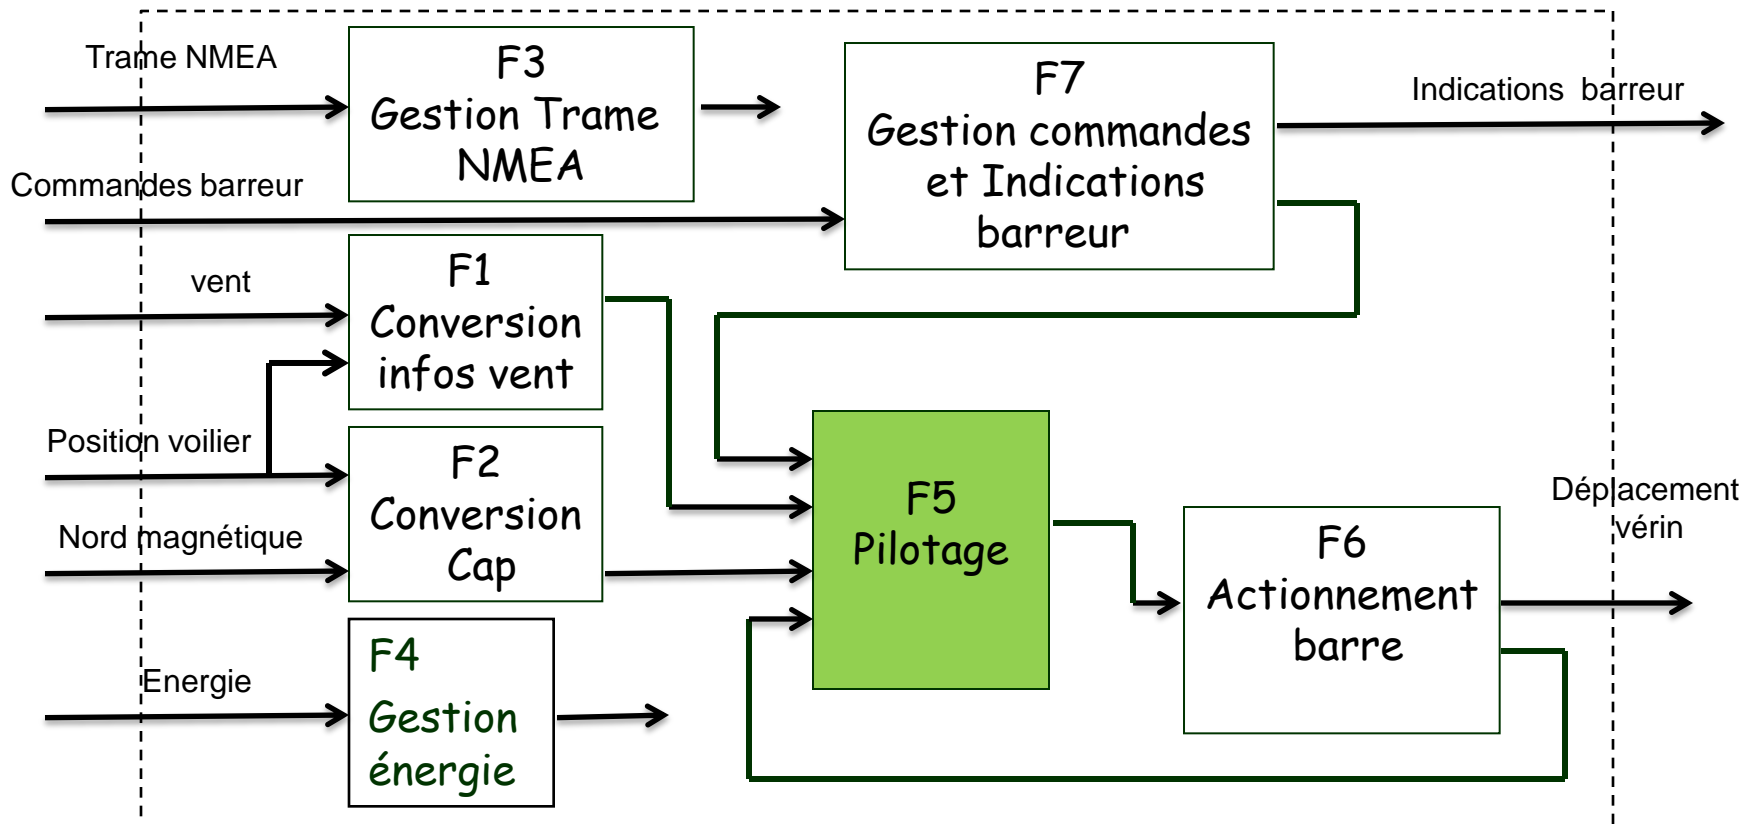 Trame NMEA
F3
Gestion Trame
NMEA
F7
Gestion commandes
et Indications
barreur
Indications barreur
Commandes barreur
vent
F1
Conversion
infos vent
Position voilier
F2
Conversion
Cap
Nord magnétique
F5
Pilotage
Déplacement
vérin
F6
Actionnement
barre
Energie
F4
Gestion
énergie